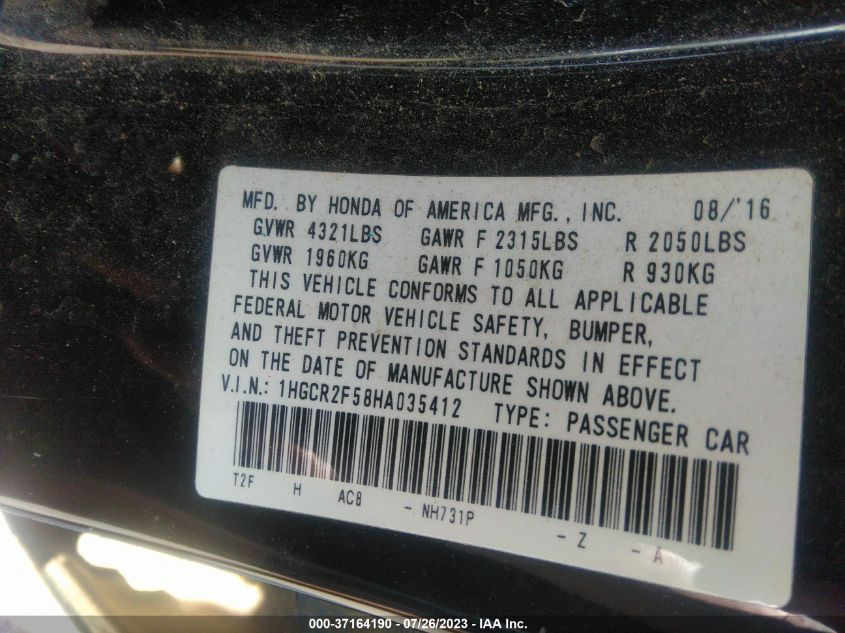 MFD. BY HONDA OF AMERICA MFG., INC. 08/'16
GVWR 4321LBS GAWR F 2315LBS R 2050LBS
GVWR 1960KG GAWR F 1050KG R 930KG
THIS VEHICLE CONFORMS TO ALL APPLICABLE
FEDERAL MOTOR VEHICLE SAFETY, BUMPER,
AND THEFT PREVENTION STANDARDS IN EFFECT
ON THE DATE OF MANUFACTURE SHOWN ABOVE.
V.I.N.: 1HGCR2F58HA035412 TYPE: PASSENGER CAR
T2F H AC8 - NH731P - Z - A
000-37164190 - 07/26/2023 - IAA Inc.